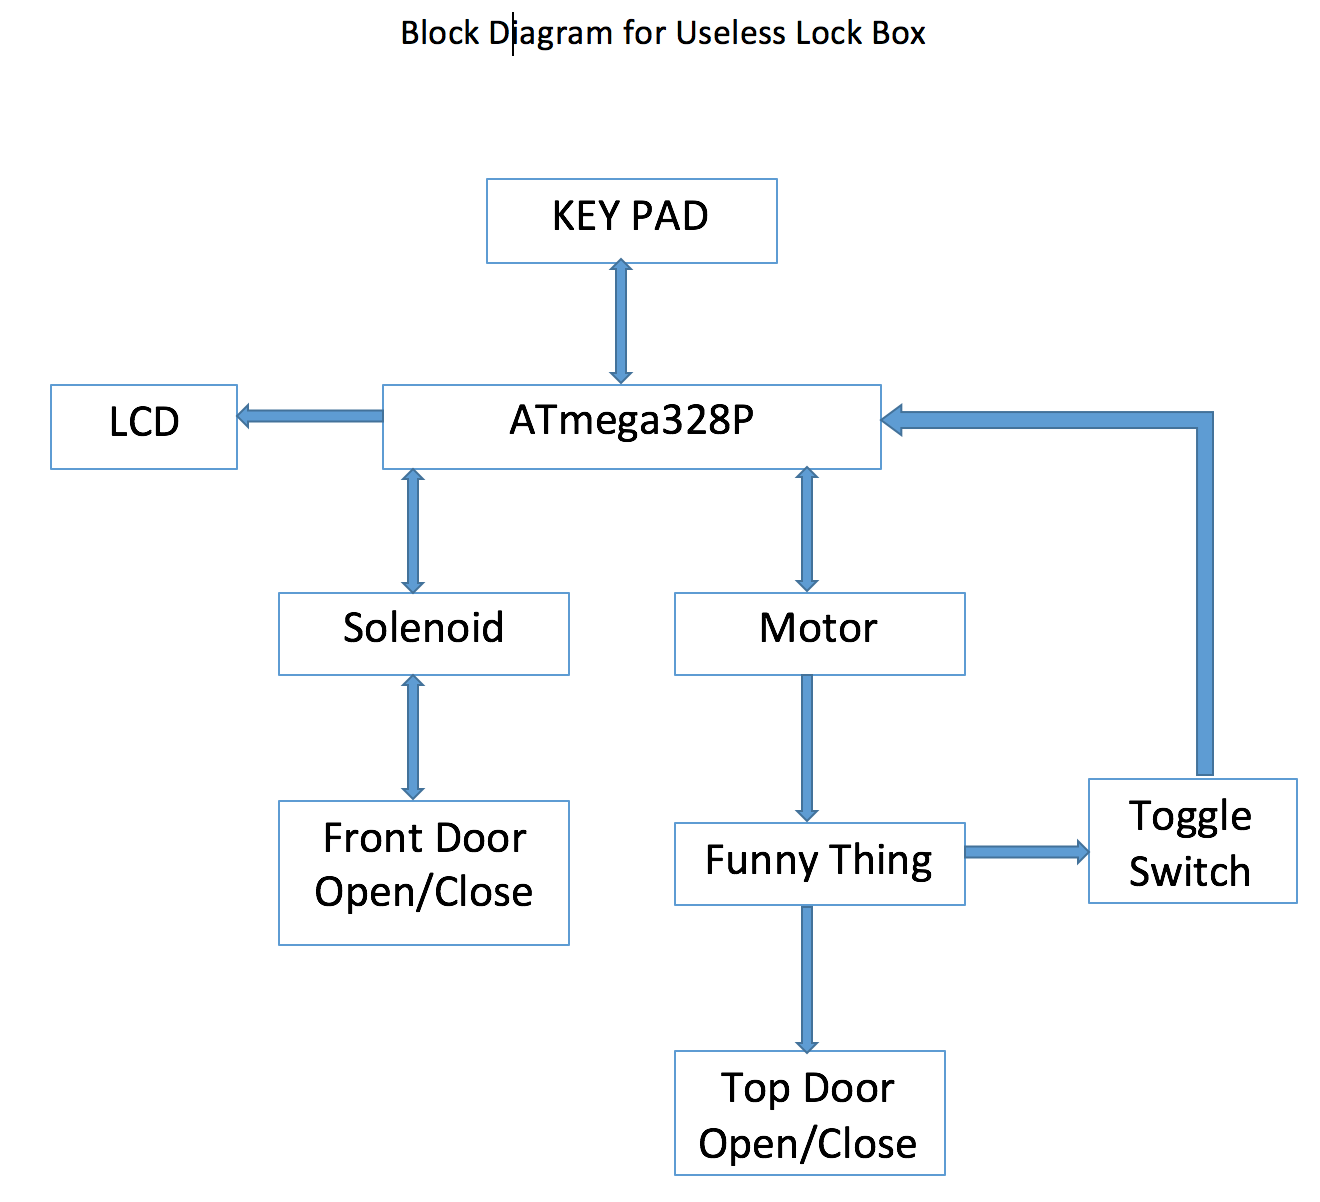 Block Diagram for Useless Lock Box
KEY PAD
LCD
ATmega328P
Solenoid
Motor
Front Door
Open/Close
Funny Thing
Toggle
Switch
Top Door
Open/Close